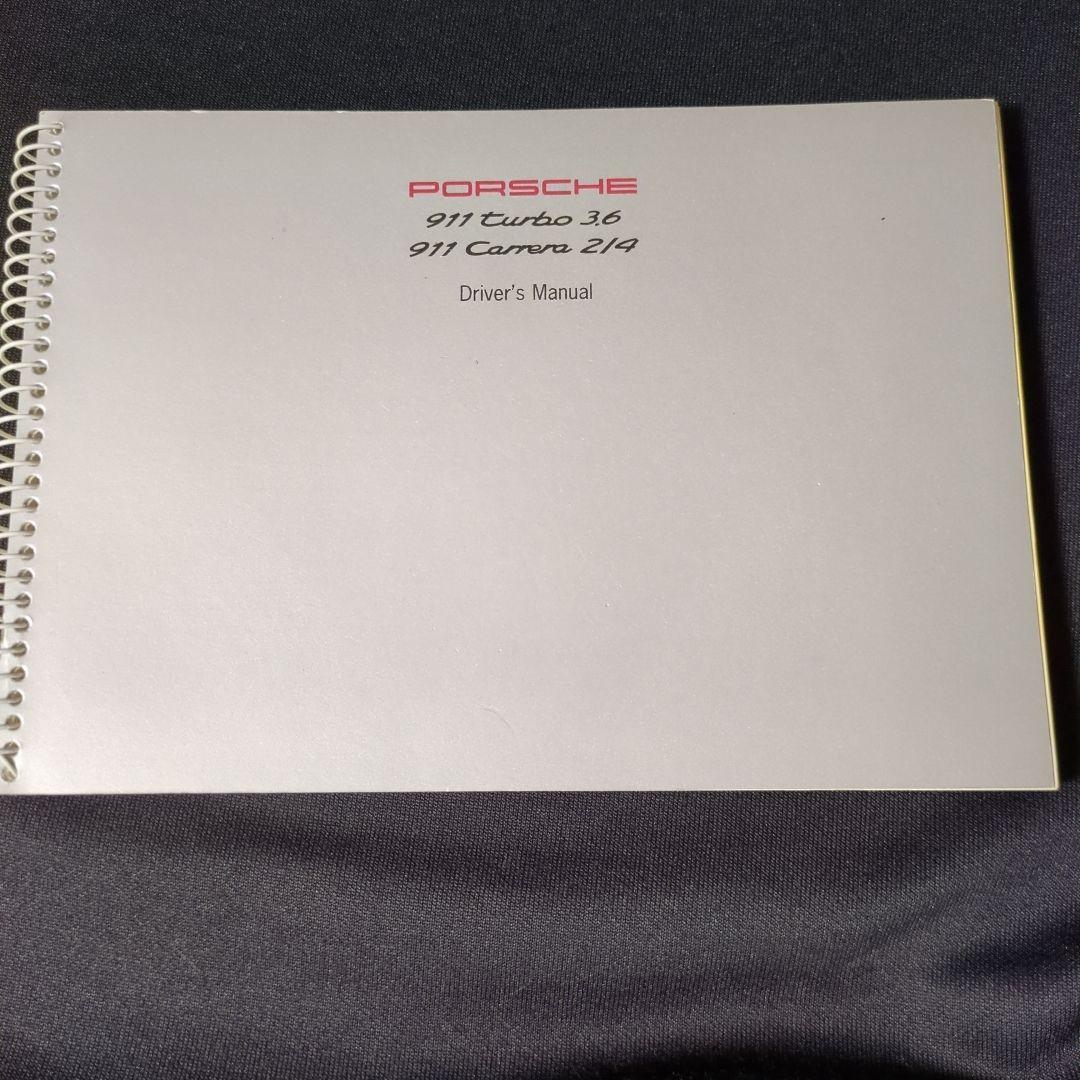 PORSCHE
911 turbo 3.6
911 Carrera 2/4
Driver's Manual